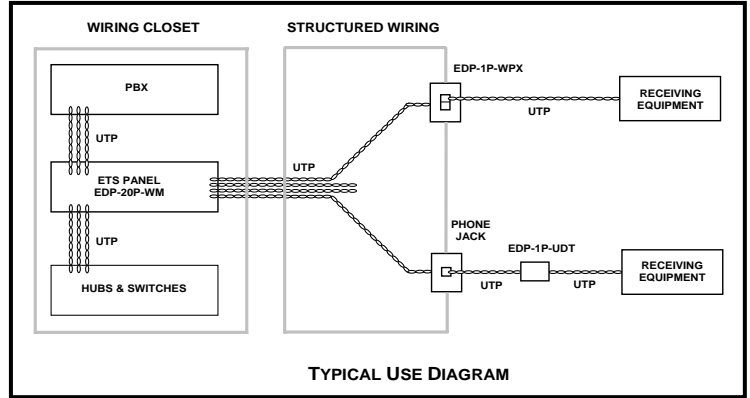 WIRING CLOSET
STRUCTURED WIRING
PBX
UTP
ETS PANEL
EDP-20P-WM
UTP
HUBS & SWITCHES
UTP
EDP-1P-WPX
UTP
RECEIVING
EQUIPMENT
PHONE
JACK
EDP-1P-UDT
UTP
UTP
RECEIVING
EQUIPMENT
TYPICAL USE DIAGRAM